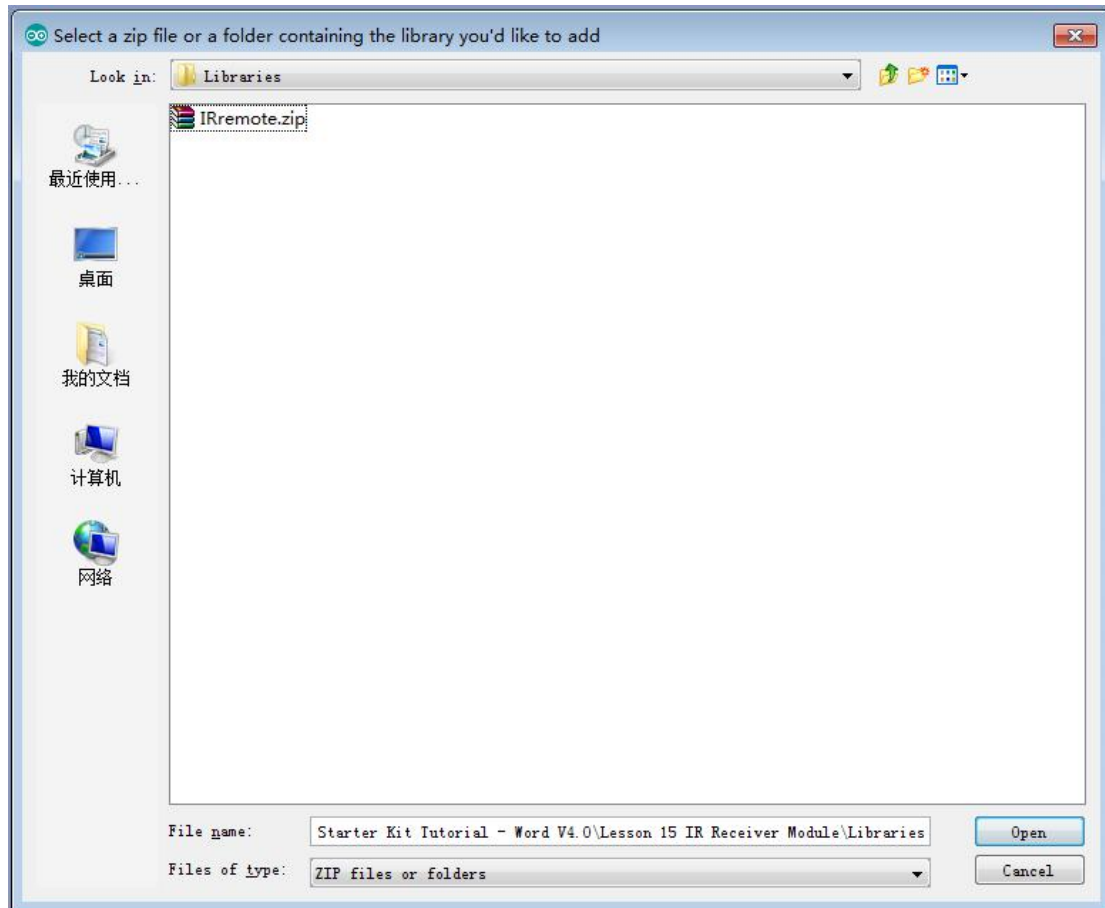 Select a zip file or a folder containing the library you'd like to add
Look in:
Libraries
IRremote.zip
最近使用...
桌面
我的文档
计算机
网络
File name:
Starter Kit Tutorial - Word V4.0\Lesson 15 IR Receiver Module\Libraries
Open
Files of type:
ZIP files or folders
Cancel